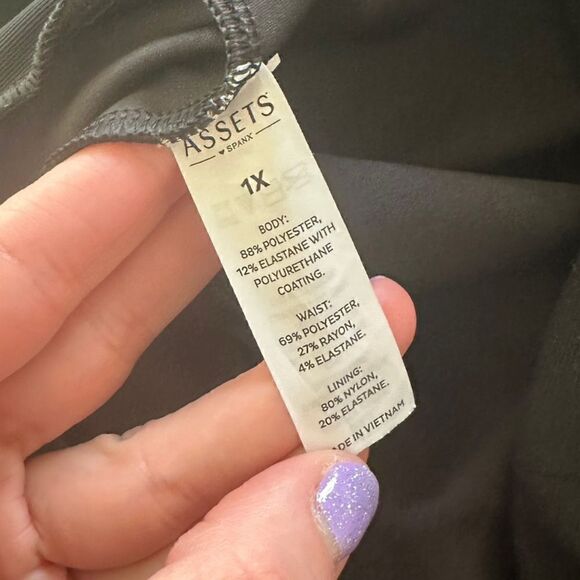 ASSETS
♥ SPANX
1X
BODY:
88% POLYESTER,
12% ELASTANE WITH
POLYURETHANE
COATING.
WAIST:
69% POLYESTER,
27% RAYON,
4% ELASTANE.
LINING:
80% NYLON,
20% ELASTANE.
DE IN VIETNAM